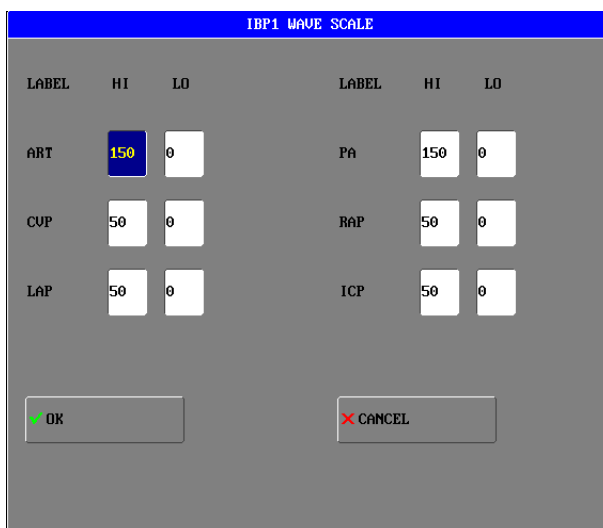 IBP1 WAVE SCALE
LABEL HI LO LABEL HI LO
ART 150 0 PA 150 0
CVP 50 0 RAP 50 0
LAP 50 0 ICP 50 0
OK CANCEL